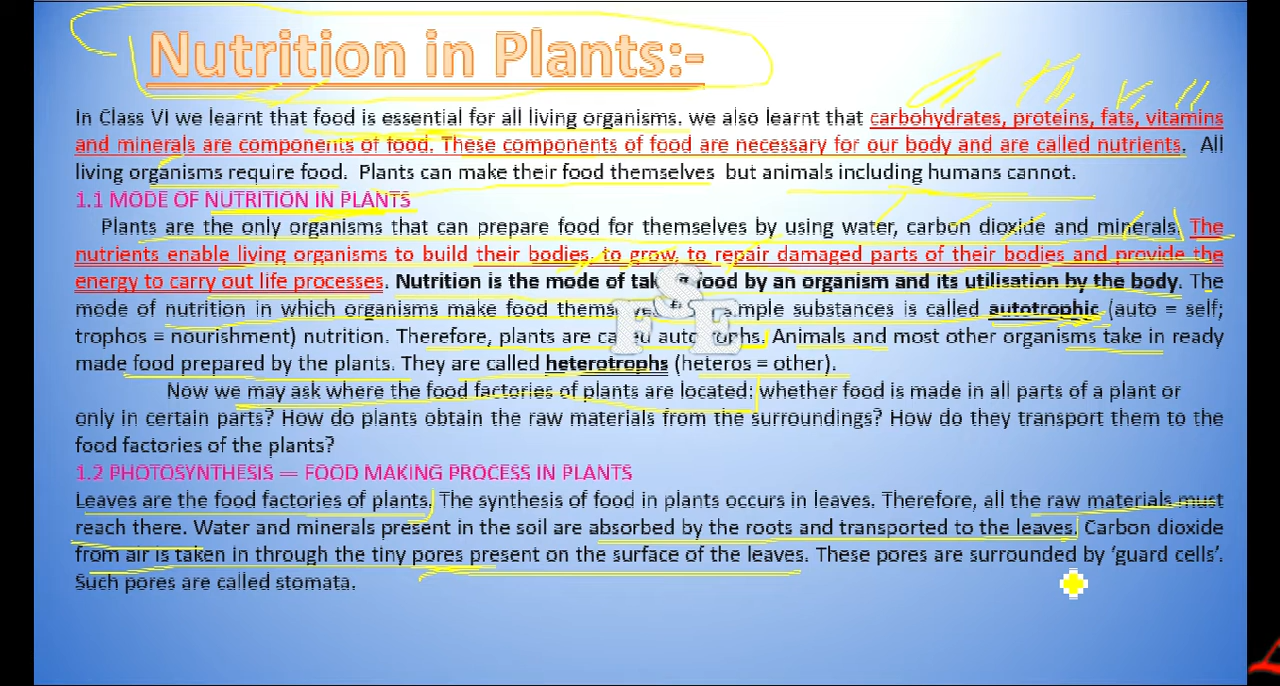 Nutrition in Plants:-
In Class VI we learnt that food is essential for all living organisms. we also learnt that carbohydrates, proteins, fats, vitamins
and minerals are components of food. These components of food are necessary for our body and are called nutrients.  All
living organisms require food.  Plants can make their food themselves  but animals including humans cannot.
1.1 MODE OF NUTRITION IN PLANTS
Plants are the only organisms that can prepare food for themselves by using water, carbon dioxide and minerals. The
nutrients enable living organisms to build their bodies, to grow, to repair damaged parts of their bodies and provide the
energy to carry out life processes. Nutrition is the mode of tak food by an organism and its utilisation by the body. The
mode of nutrition in which organisms make food themselves f mple substances is called autotrophic (auto = self;
trophos = nourishment) nutrition. Therefore, plants are called autotrophs. Animals and most other organisms take in ready
made food prepared by the plants. They are called heterotrophs (heteros = other).
Now we may ask where the food factories of plants are located: whether food is made in all parts of a plant or
only in certain parts? How do plants obtain the raw materials from the surroundings? How do they transport them to the
food factories of the plants?
1.2 PHOTOSYNTHESIS — FOOD MAKING PROCESS IN PLANTS
Leaves are the food factories of plants. The synthesis of food in plants occurs in leaves. Therefore, all the raw materials must
reach there. Water and minerals present in the soil are absorbed by the roots and transported to the leaves. Carbon dioxide
from air is taken in through the tiny pores present on the surface of the leaves. These pores are surrounded by ‘guard cells’.
Such pores are called stomata.
FSE